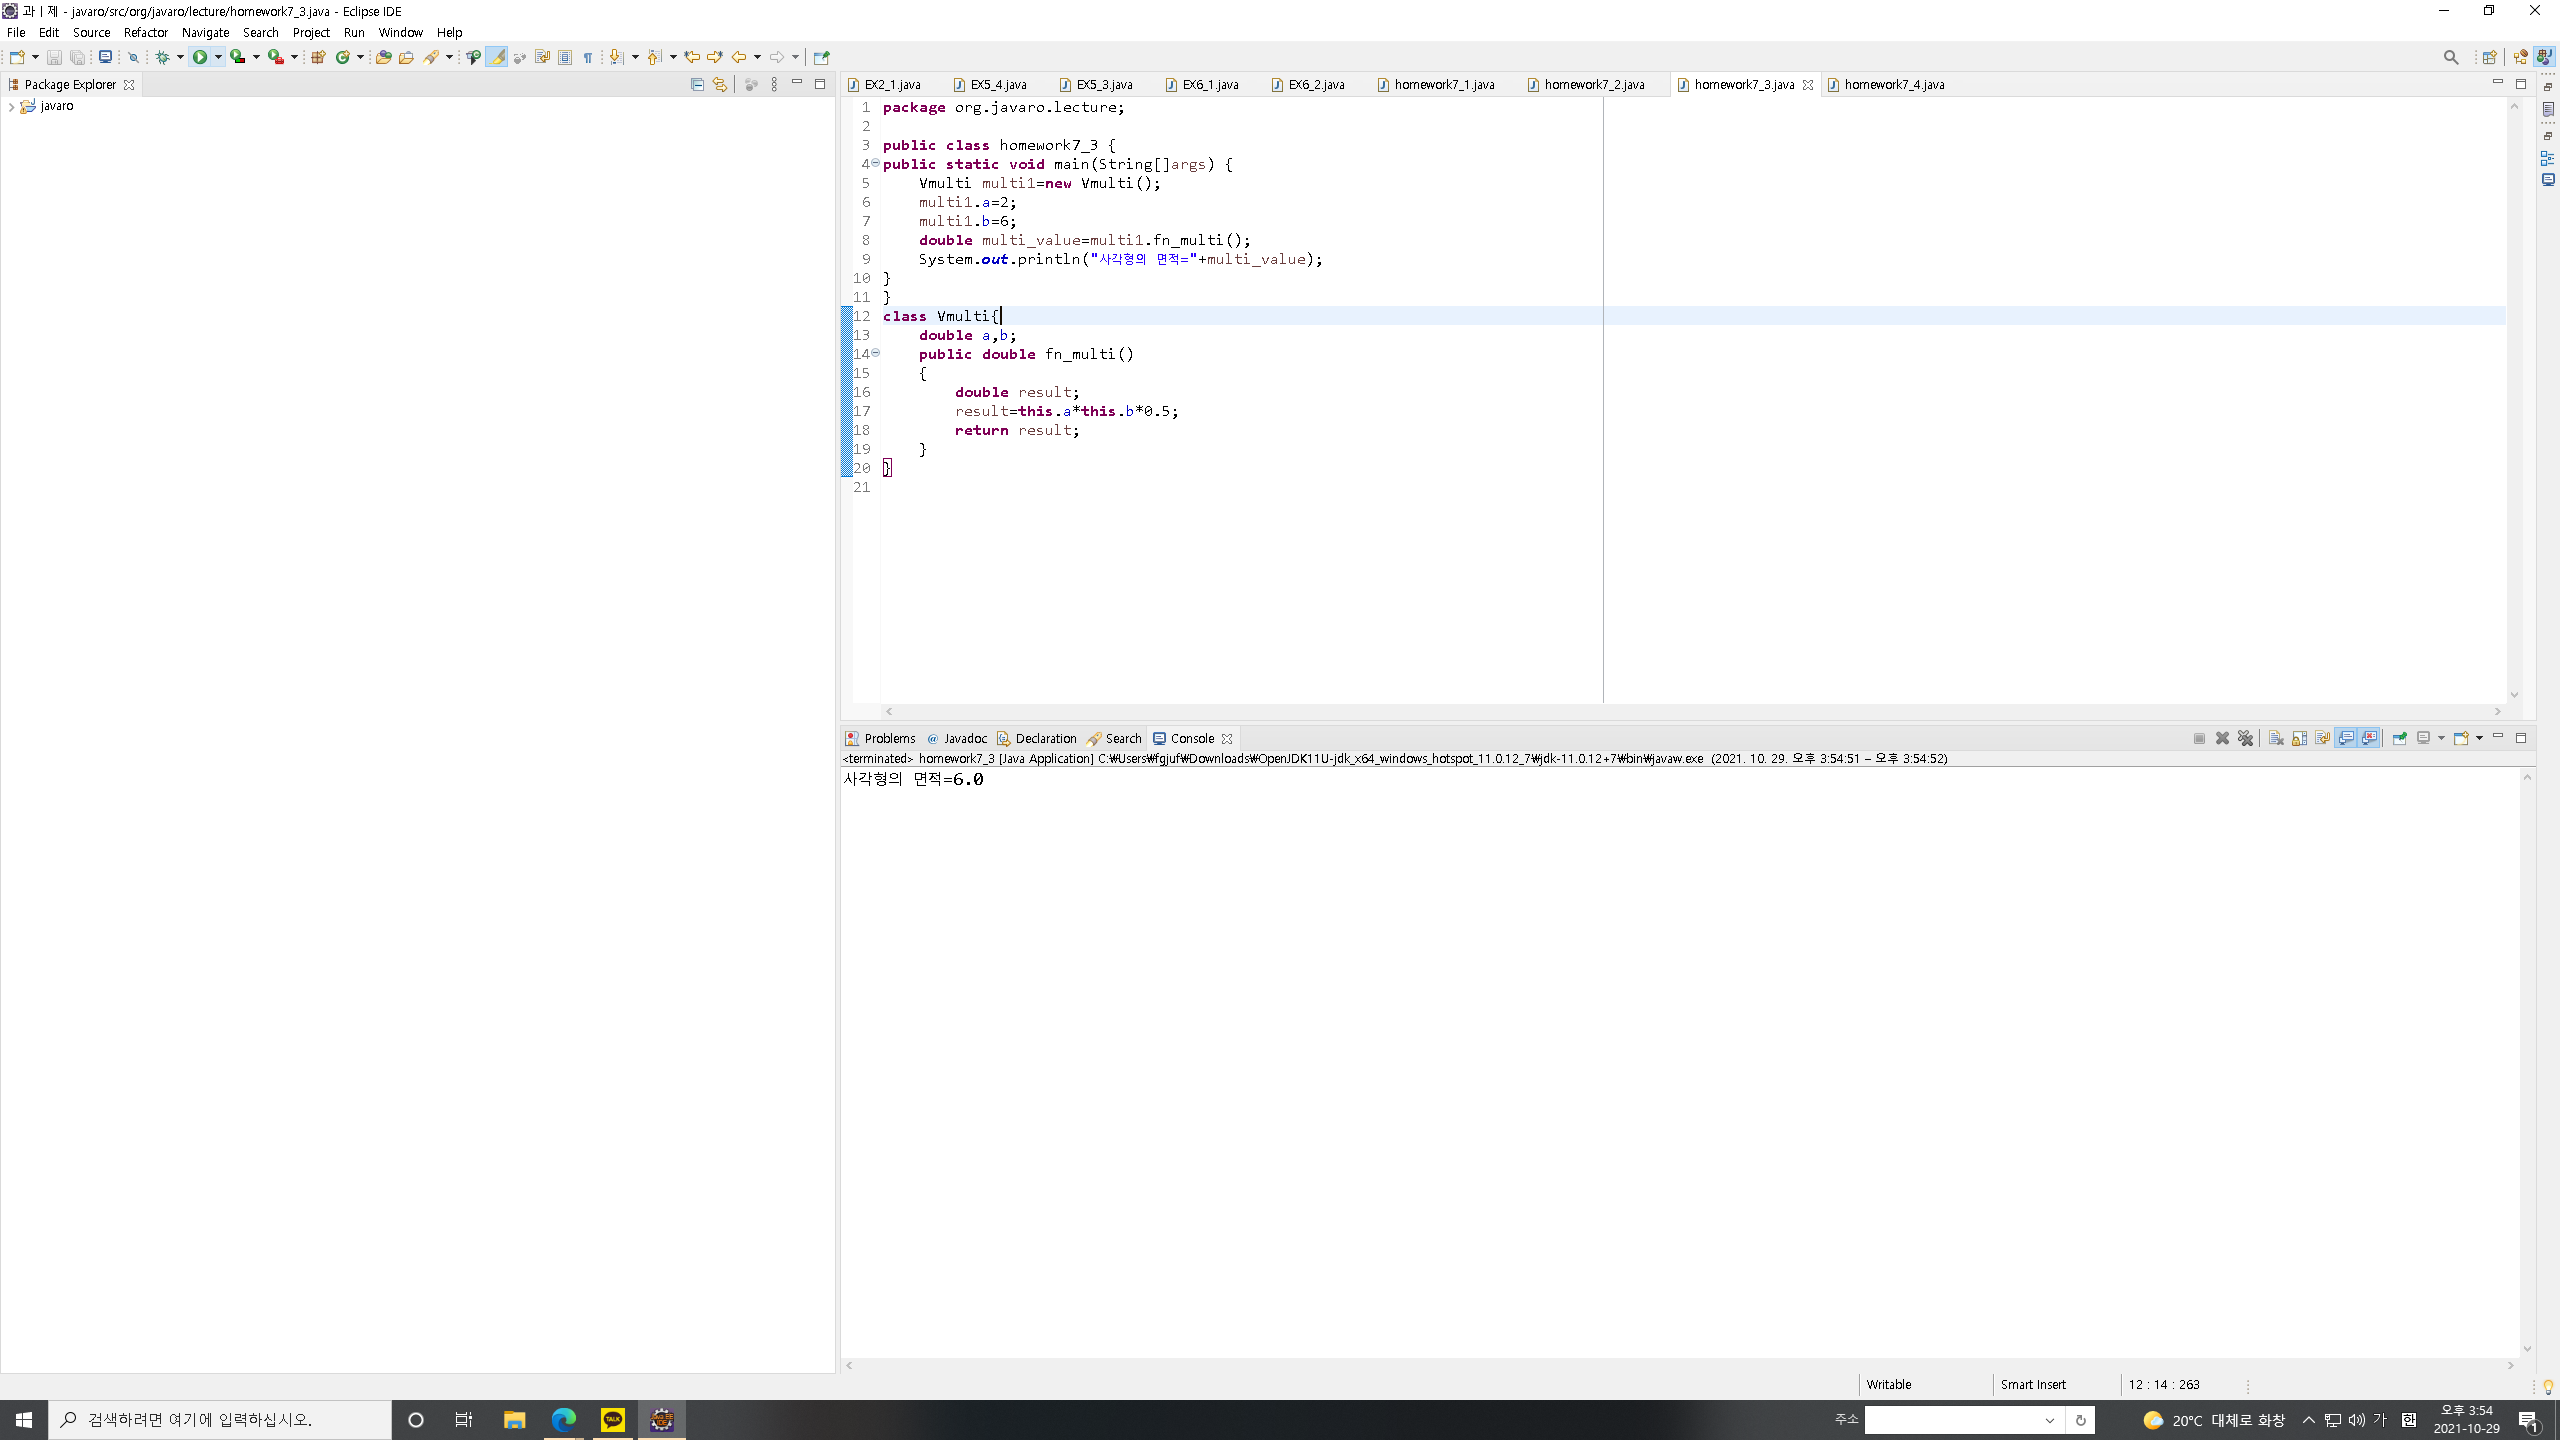 과ㅣ제 - javaro/src/org/javaro/lecture/homework7_3.java - Eclipse IDE
File Edit Source Refactor Navigate Search Project Run Window Help
Package Explorer
javaro
EX2_1.java EX5_4.java EX5_3.java EX6_1.java EX6_2.java homework7_1.java homework7_2.java homework7_3.java homework7_4.java
1 package org.javaro.lecture;
2
3 public class homework7_3 {
4 public static void main(String[]args) {
5     Vmulti multi1=new Vmulti();
6     multi1.a=2;
7     multi1.b=6;
8     double multi_value=multi1.fn_multi();
9     System.out.println("사각형의 면적="+multi_value);
10 }
11 }
12 class Vmulti{
13     double a,b;
14     public double fn_multi()
15     {
16         double result;
17         result=this.a*this.b*0.5;
18         return result;
19     }
20 }
21
Problems @ Javadoc Declaration Search Console
<terminated> homework7_3 [Java Application] C:₩Users₩fgjuf₩Downloads₩OpenJDK11U-jdk_x64_windows_hotspot_11.0.12_7₩jdk-11.0.12+7₩bin₩javaw.exe (2021. 10. 29. 오후 3:54:51 – 오후 3:54:52)
사각형의 면적=6.0
Writable Smart Insert 12 : 14 : 263
검색하려면 여기에 입력하십시오.
TALK
주소
20°C 대체로 화창
가
오후 3:54
2021-10-29
1